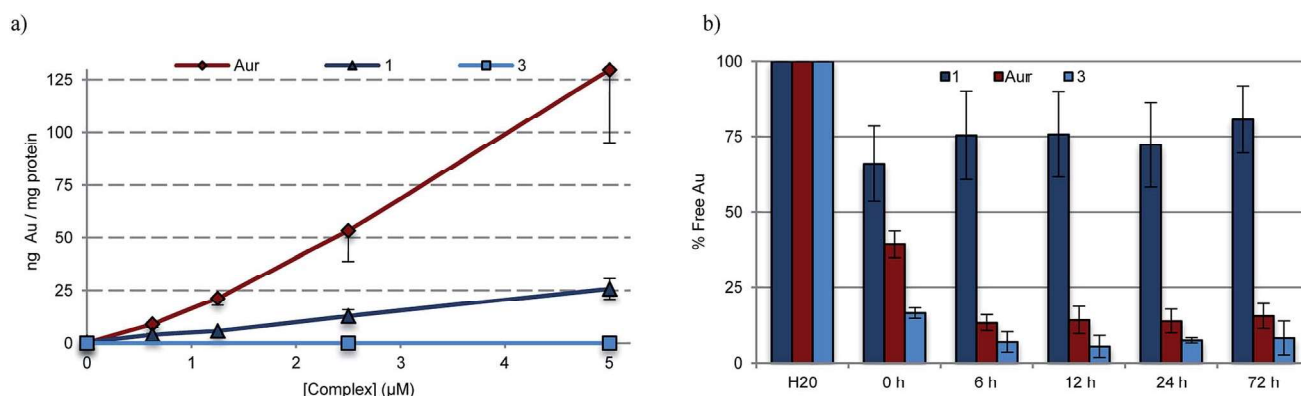 a)
Aur 1 3
ng Au / mg protein
125
100
75
50
25
0
0 1 2 3 4 5
[Complex] (µM)
b)
1 Aur 3
% Free Au
100
75
50
25
0
H20 0 h 6 h 12 h 24 h 72 h